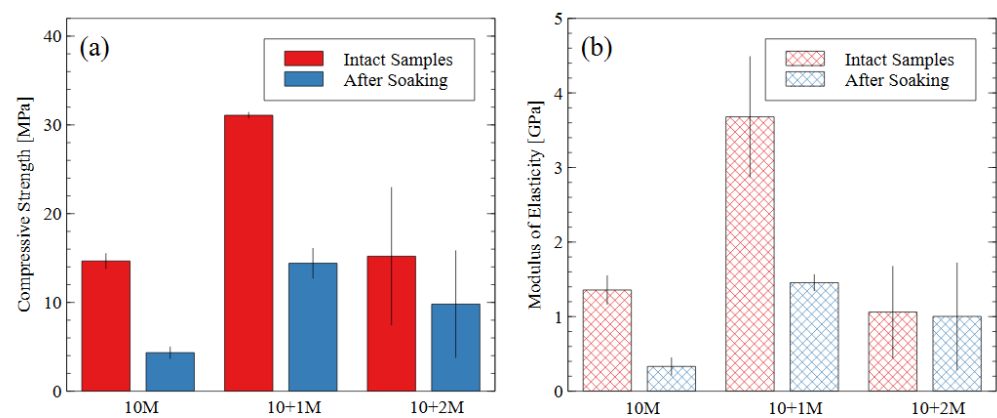 (a)
Intact Samples
After Soaking
Compressive Strength [MPa]
40
30
20
10
0
10M
10+1M
10+2M
(b)
Intact Samples
After Soaking
Modulus of Elasticity [GPa]
5
4
3
2
1
0
10M
10+1M
10+2M